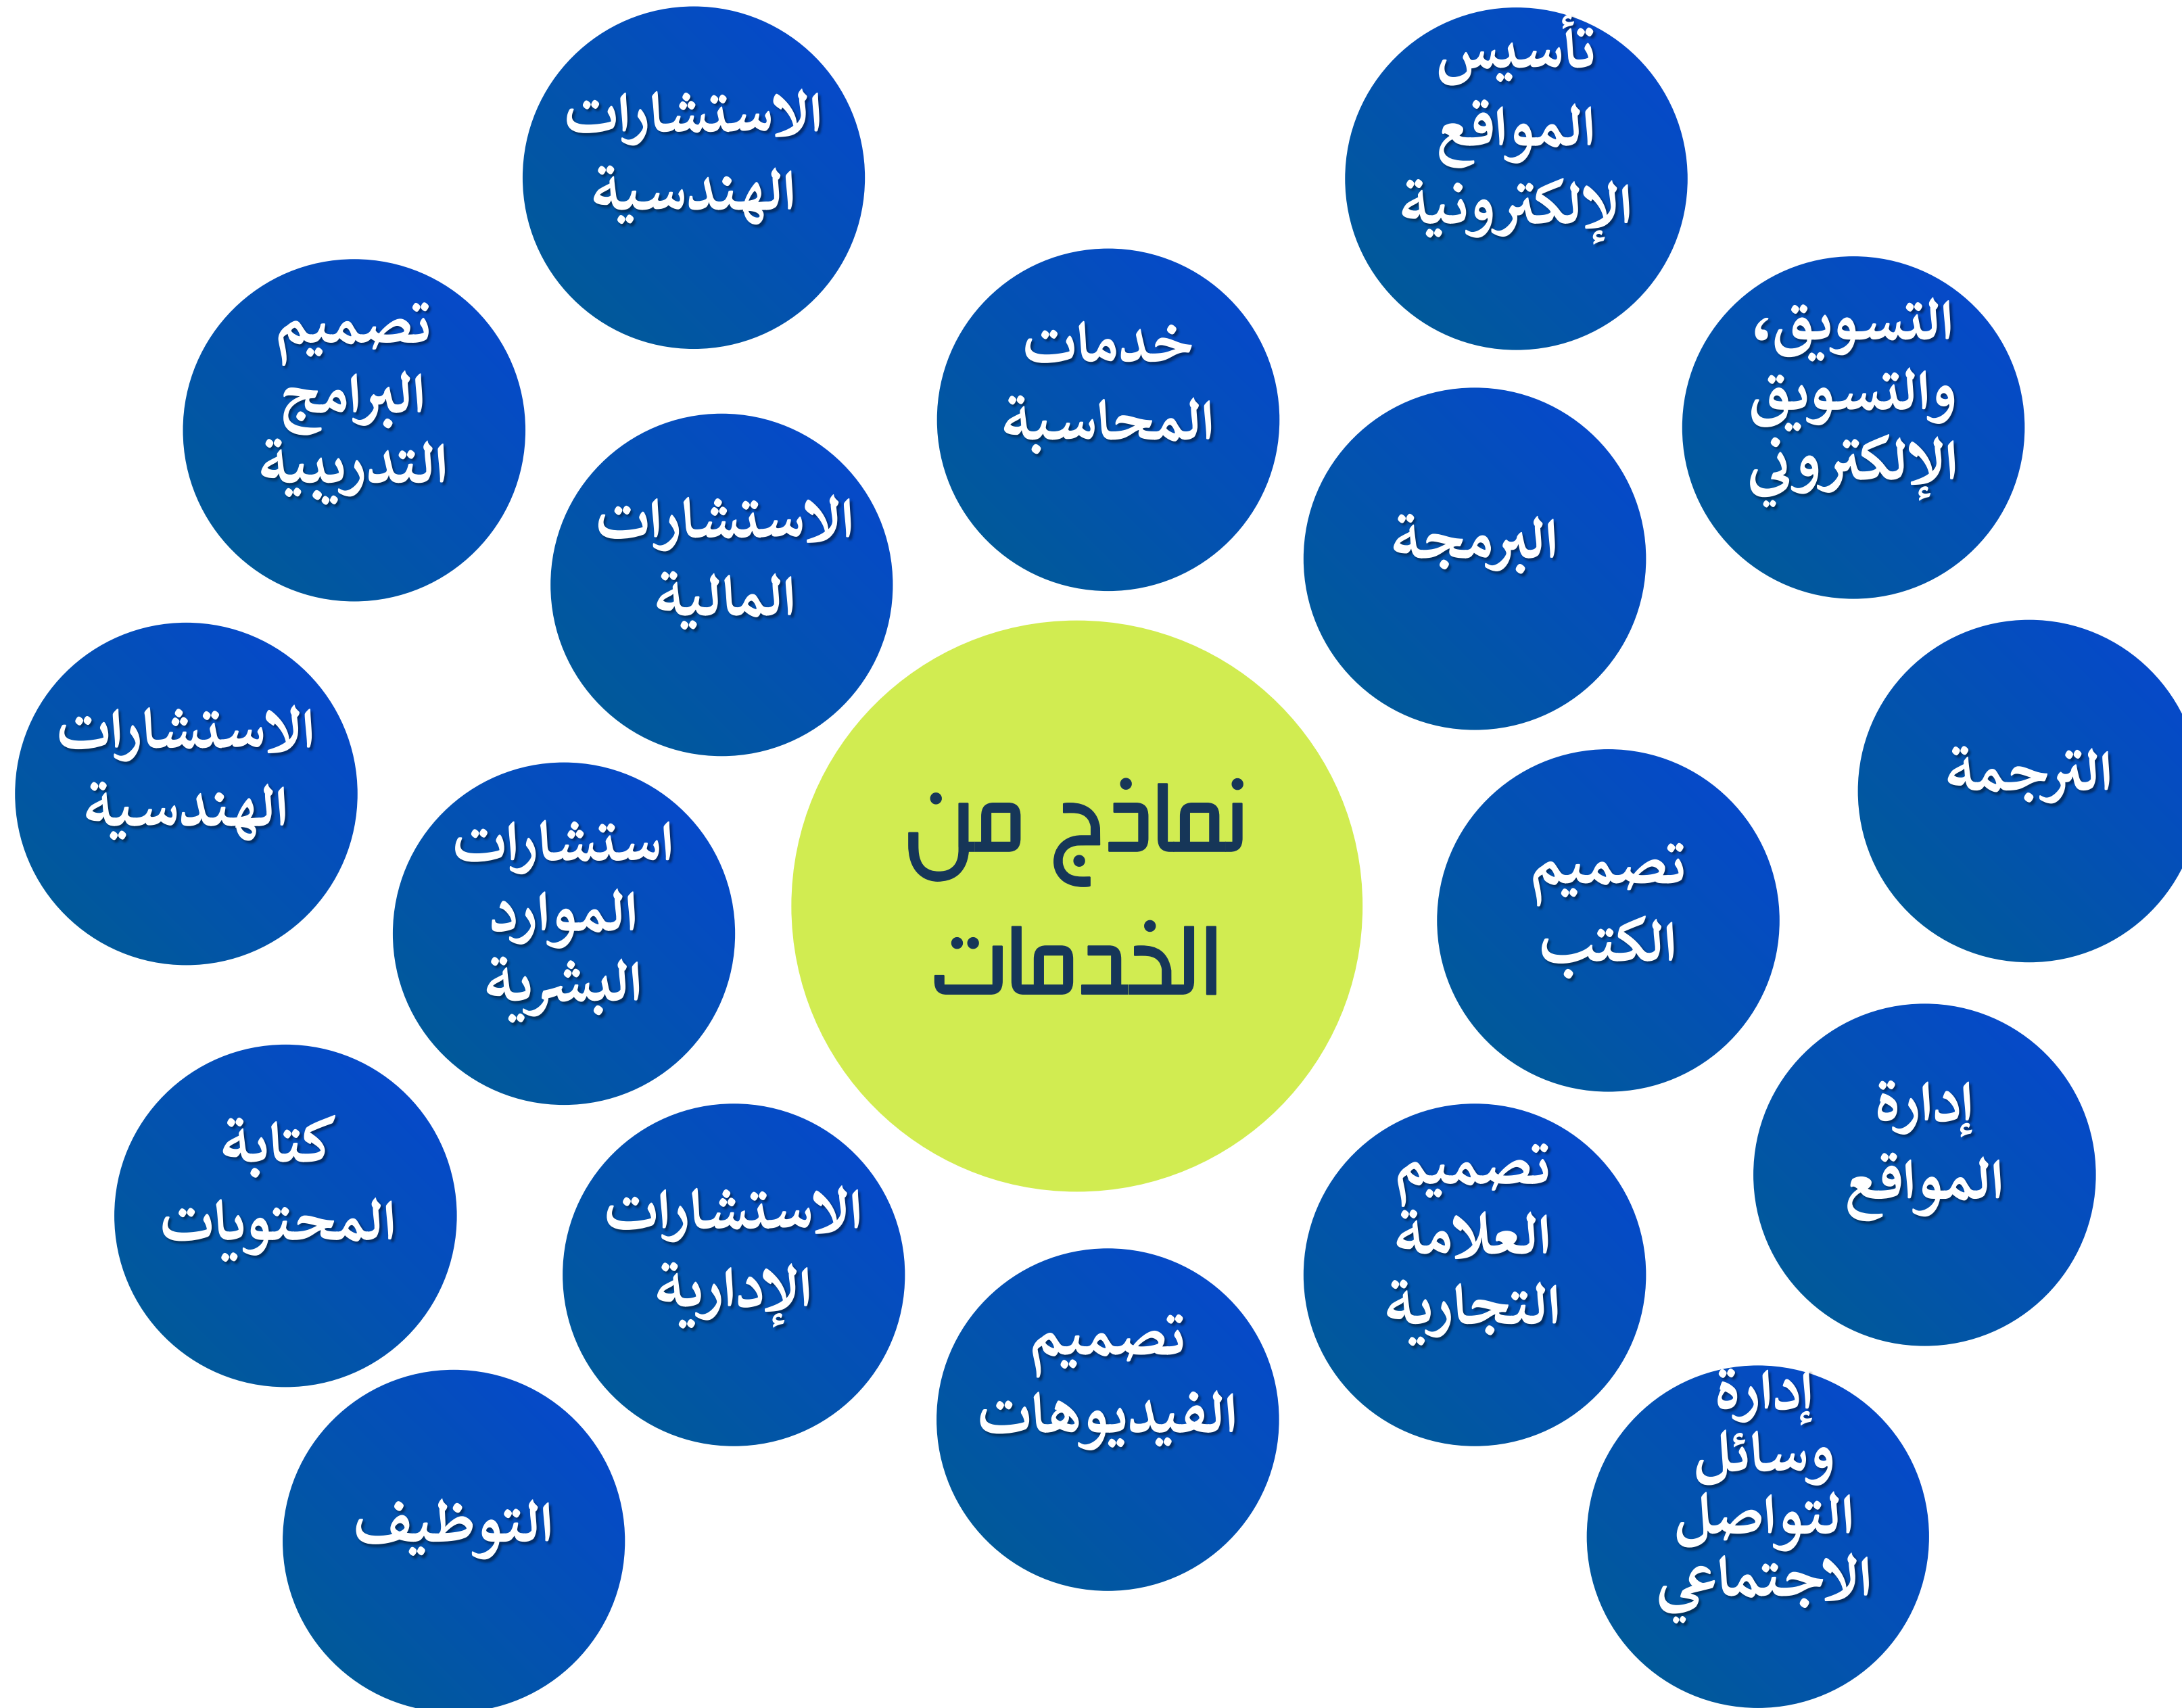 تأسيس
المواقع
الإلكترونية
الاستشارات
الهندسية
التسويق،
والتسويق
الإلكتروني
خدمات
المحاسبة
تصميم
البرامج
التدريبية
البرمجة
الاستشارات
المالية
الترجمة
الاستشارات
الهندسية
تصميم
الكتب
نماذج من
الخدمات
استشارات
الموارد
البشرية
إدارة
المواقع
كتابة
المحتويات
تصميم
العلامة
التجارية
الاستشارات
الإدارية
تصميم
الفيديوهات
إدارة
وسائل
التواصل
الاجتماعي
التوظيف